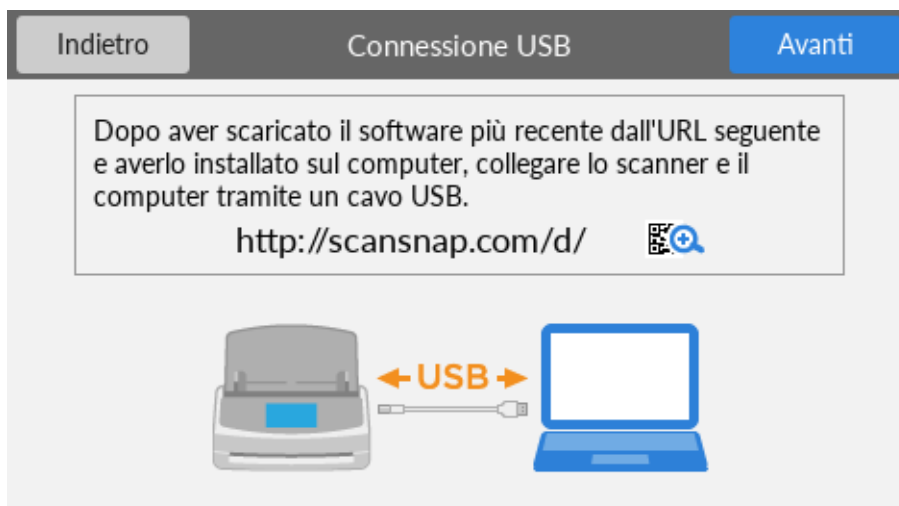 Indietro
Connessione USB
Avanti
Dopo aver scaricato il software più recente dall'URL seguente
e averlo installato sul computer, collegare lo scanner e il
computer tramite un cavo USB.
http://scansnap.com/d/
USB